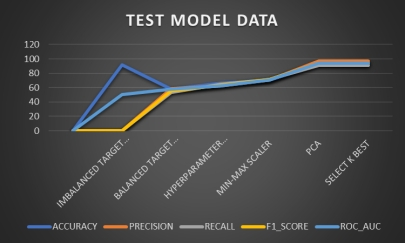 TEST MODEL DATA
120
100
80
60
40
20
0
IMBALANCED TARGET...
BALANCED TARGET...
HYPERPARAMETER...
MIN-MAX SCALER
PCA
SELECT K BEST
ACCURACY PRECISION RECALL F1_SCORE ROC_AUC